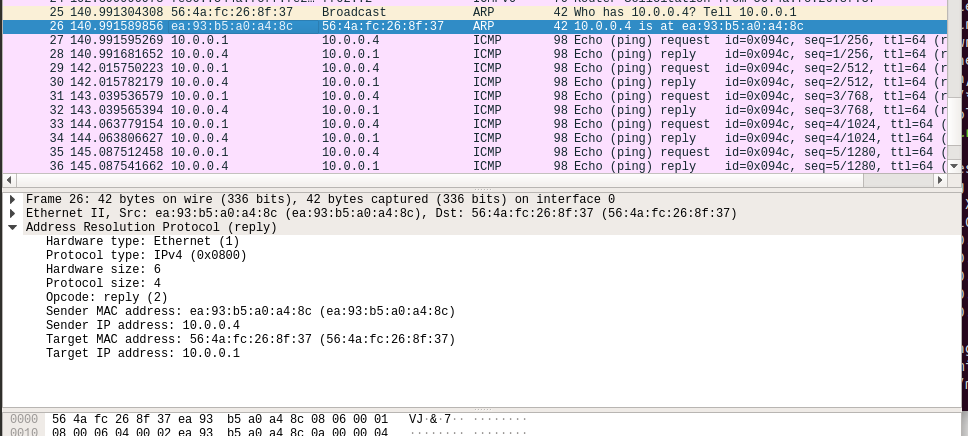 25 140.991304308 56:4a:fc:26:8f:37 Broadcast ARP 42 Who has 10.0.0.4? Tell 10.0.0.1
26 140.991589856 ea:93:b5:a0:a4:8c 56:4a:fc:26:8f:37 ARP 42 10.0.0.4 is at ea:93:b5:a0:a4:8c
27 140.991595269 10.0.0.1 10.0.0.4 ICMP 98 Echo (ping) request id=0x094c, seq=1/256, ttl=64 (r
28 140.991681652 10.0.0.4 10.0.0.1 ICMP 98 Echo (ping) reply id=0x094c, seq=1/256, ttl=64 (r
29 142.015750223 10.0.0.1 10.0.0.4 ICMP 98 Echo (ping) request id=0x094c, seq=2/512, ttl=64 (r
30 142.015782179 10.0.0.4 10.0.0.1 ICMP 98 Echo (ping) reply id=0x094c, seq=2/512, ttl=64 (r
31 143.039536579 10.0.0.1 10.0.0.4 ICMP 98 Echo (ping) request id=0x094c, seq=3/768, ttl=64 (r
32 143.039565394 10.0.0.4 10.0.0.1 ICMP 98 Echo (ping) reply id=0x094c, seq=3/768, ttl=64 (r
33 144.063779154 10.0.0.1 10.0.0.4 ICMP 98 Echo (ping) request id=0x094c, seq=4/1024, ttl=64 (
34 144.063806627 10.0.0.4 10.0.0.1 ICMP 98 Echo (ping) reply id=0x094c, seq=4/1024, ttl=64 (
35 145.087512458 10.0.0.1 10.0.0.4 ICMP 98 Echo (ping) request id=0x094c, seq=5/1280, ttl=64 (
36 145.087541662 10.0.0.4 10.0.0.1 ICMP 98 Echo (ping) reply id=0x094c, seq=5/1280, ttl=64 (
Frame 26: 42 bytes on wire (336 bits), 42 bytes captured (336 bits) on interface 0
Ethernet II, Src: ea:93:b5:a0:a4:8c (ea:93:b5:a0:a4:8c), Dst: 56:4a:fc:26:8f:37 (56:4a:fc:26:8f:37)
Address Resolution Protocol (reply)
Hardware type: Ethernet (1)
Protocol type: IPv4 (0x0800)
Hardware size: 6
Protocol size: 4
Opcode: reply (2)
Sender MAC address: ea:93:b5:a0:a4:8c (ea:93:b5:a0:a4:8c)
Sender IP address: 10.0.0.4
Target MAC address: 56:4a:fc:26:8f:37 (56:4a:fc:26:8f:37)
Target IP address: 10.0.0.1
0000 56 4a fc 26 8f 37 ea 93 b5 a0 a4 8c 08 06 00 01 VJ·&·7·· ········
0010 08 00 06 04 00 02 ea 93 b5 a0 a4 8c 0a 00 00 04 ········ ········